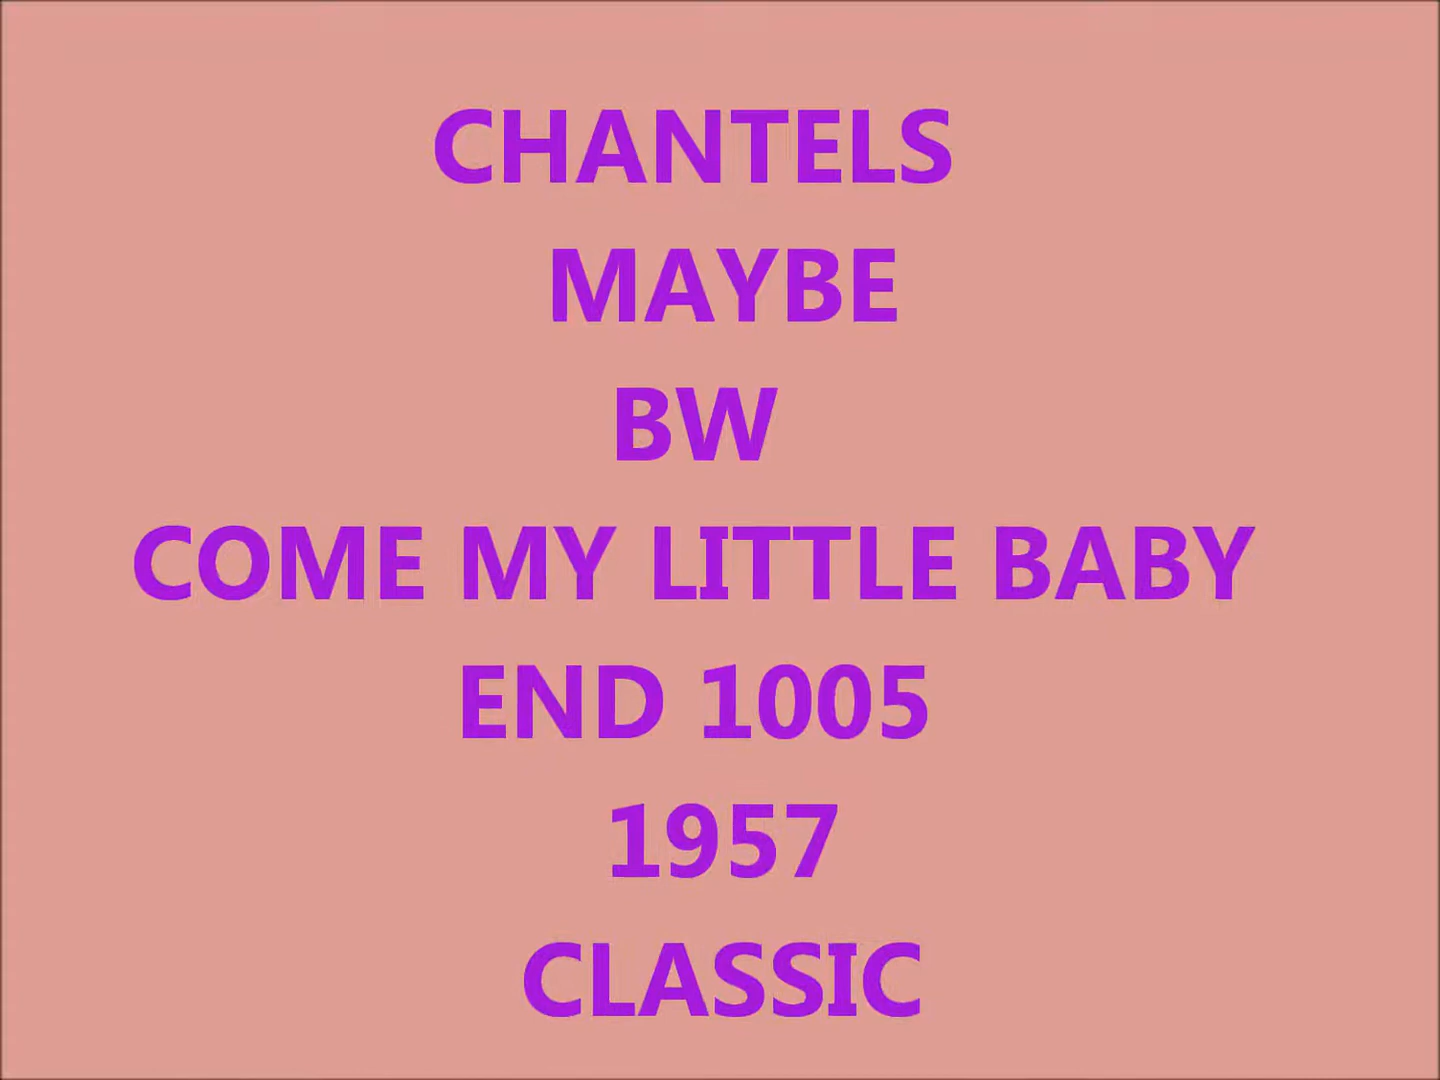 CHANTELS
MAYBE
BW
COME MY LITTLE BABY
END 1005
1957
CLASSIC